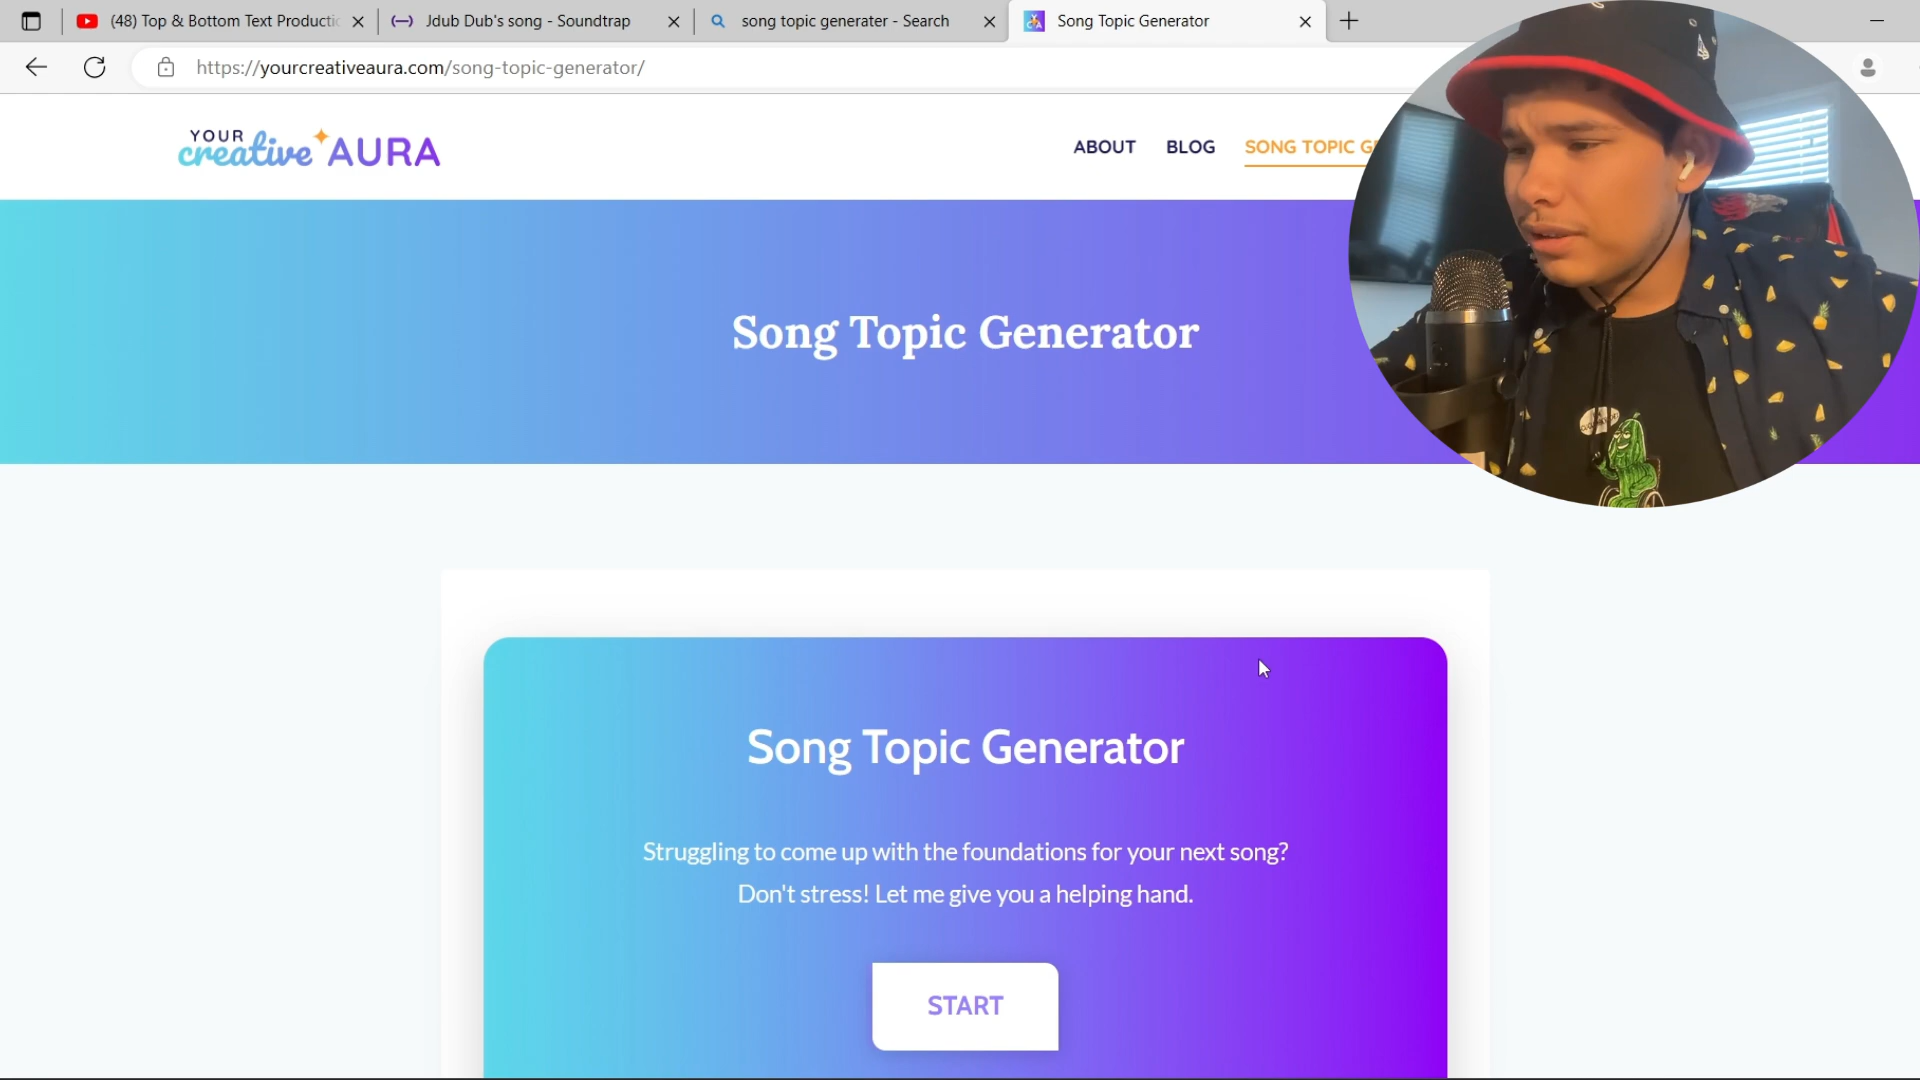 (48) Top & Bottom Text Producti
Jdub Dub's song - Soundtrap
song topic generater - Search
Song Topic Generator
https://yourcreativeaura.com/song-topic-generator/
YOUR
creative AURA
ABOUT
BLOG
SONG TOPIC G
Song Topic Generator
Song Topic Generator
Struggling to come up with the foundations for your next song?
Don't stress! Let me give you a helping hand.
START